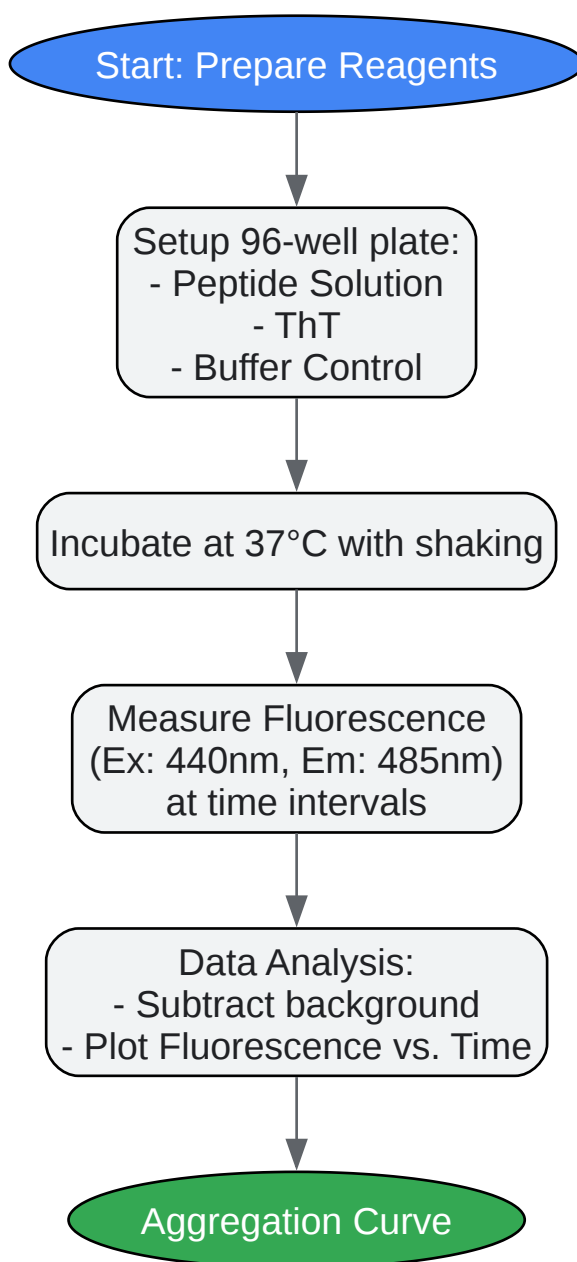 Start: Prepare Reagents
Setup 96-well plate:
- Peptide Solution
- ThT
- Buffer Control
Incubate at 37°C with shaking
Measure Fluorescence
(Ex: 440nm, Em: 485nm)
at time intervals
Data Analysis:
- Subtract background
- Plot Fluorescence vs. Time
Aggregation Curve